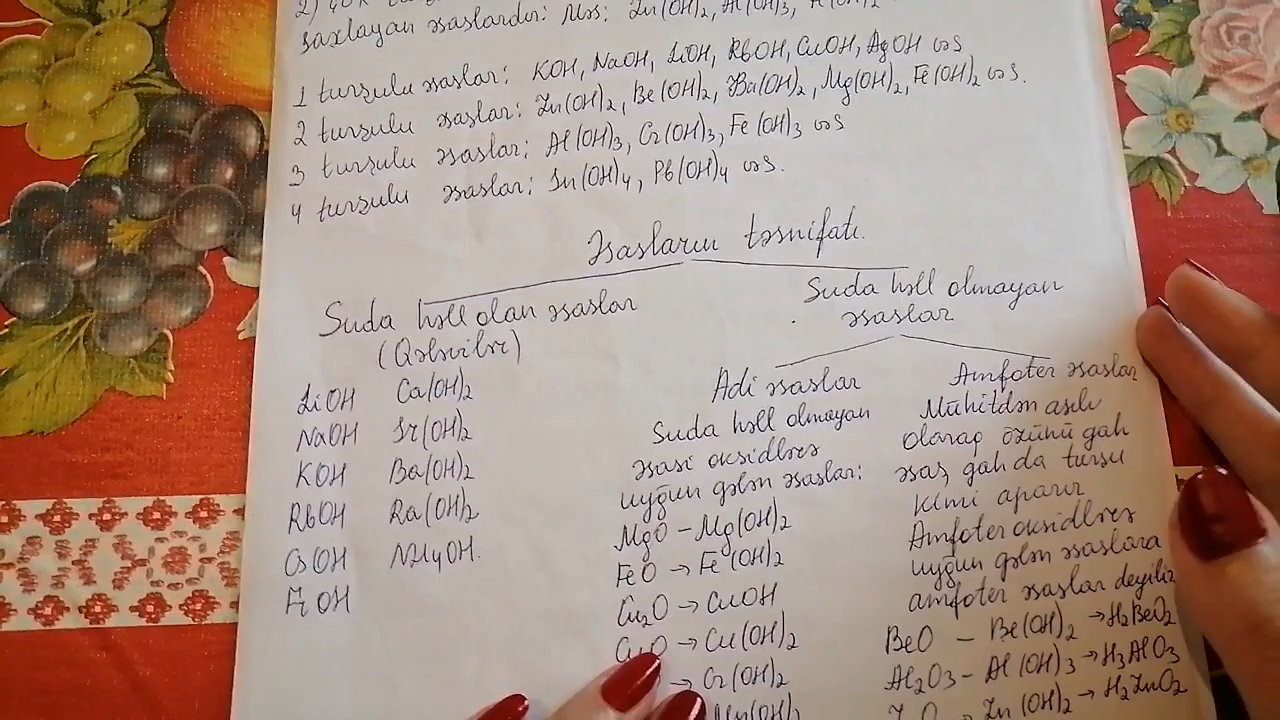 saxlayan əsaslardır: Məs: Zn(OH)₂, Al(OH)₃,
1 turşulu əsaslar: KOH, NaOH, LiOH, RbOH, CuOH, AgOH və s
2 turşulu əsaslar: Zn(OH)₂, Be(OH)₂, Ba(OH)₂, Mg(OH)₂, Fe(OH)₂ və s.
3 turşulu əsaslar: Al(OH)₃, Cr(OH)₃, Fe(OH)₃ və s
4 turşulu əsaslar: Sn(OH)₄, Pb(OH)₄ və s.
Əsasların təsnifatı.
Suda həll olan əsaslar
(Qələvilər)
LiOH Ca(OH)₂
NaOH Sr(OH)₂
KOH Ba(OH)₂
RbOH Ra(OH)₂
CsOH NH₄OH.
FrOH
Suda həll olmayan
əsaslar
Adi əsaslar
Suda həll olmayan
əsasi oksidlərə
uyğun gələn əsaslar:
MgO – Mg(OH)₂
FeO → Fe(OH)₂
Cu₂O → CuOH
CuO → Cu(OH)₂
→ Cr(OH)₂
Amfoter əsaslar
Mühitdən asılı
olaraq özünü gah
əsas, gah da turşu
kimi aparır
Amfoter oksidlərə
uyğun gələn əsaslara
amfoter əsaslar deyilir
BeO – Be(OH)₂ → H₂BeO₂
Al₂O₃ – Al(OH)₃ → H₃AlO₃
Zn(OH)₂ → H₂ZnO₂